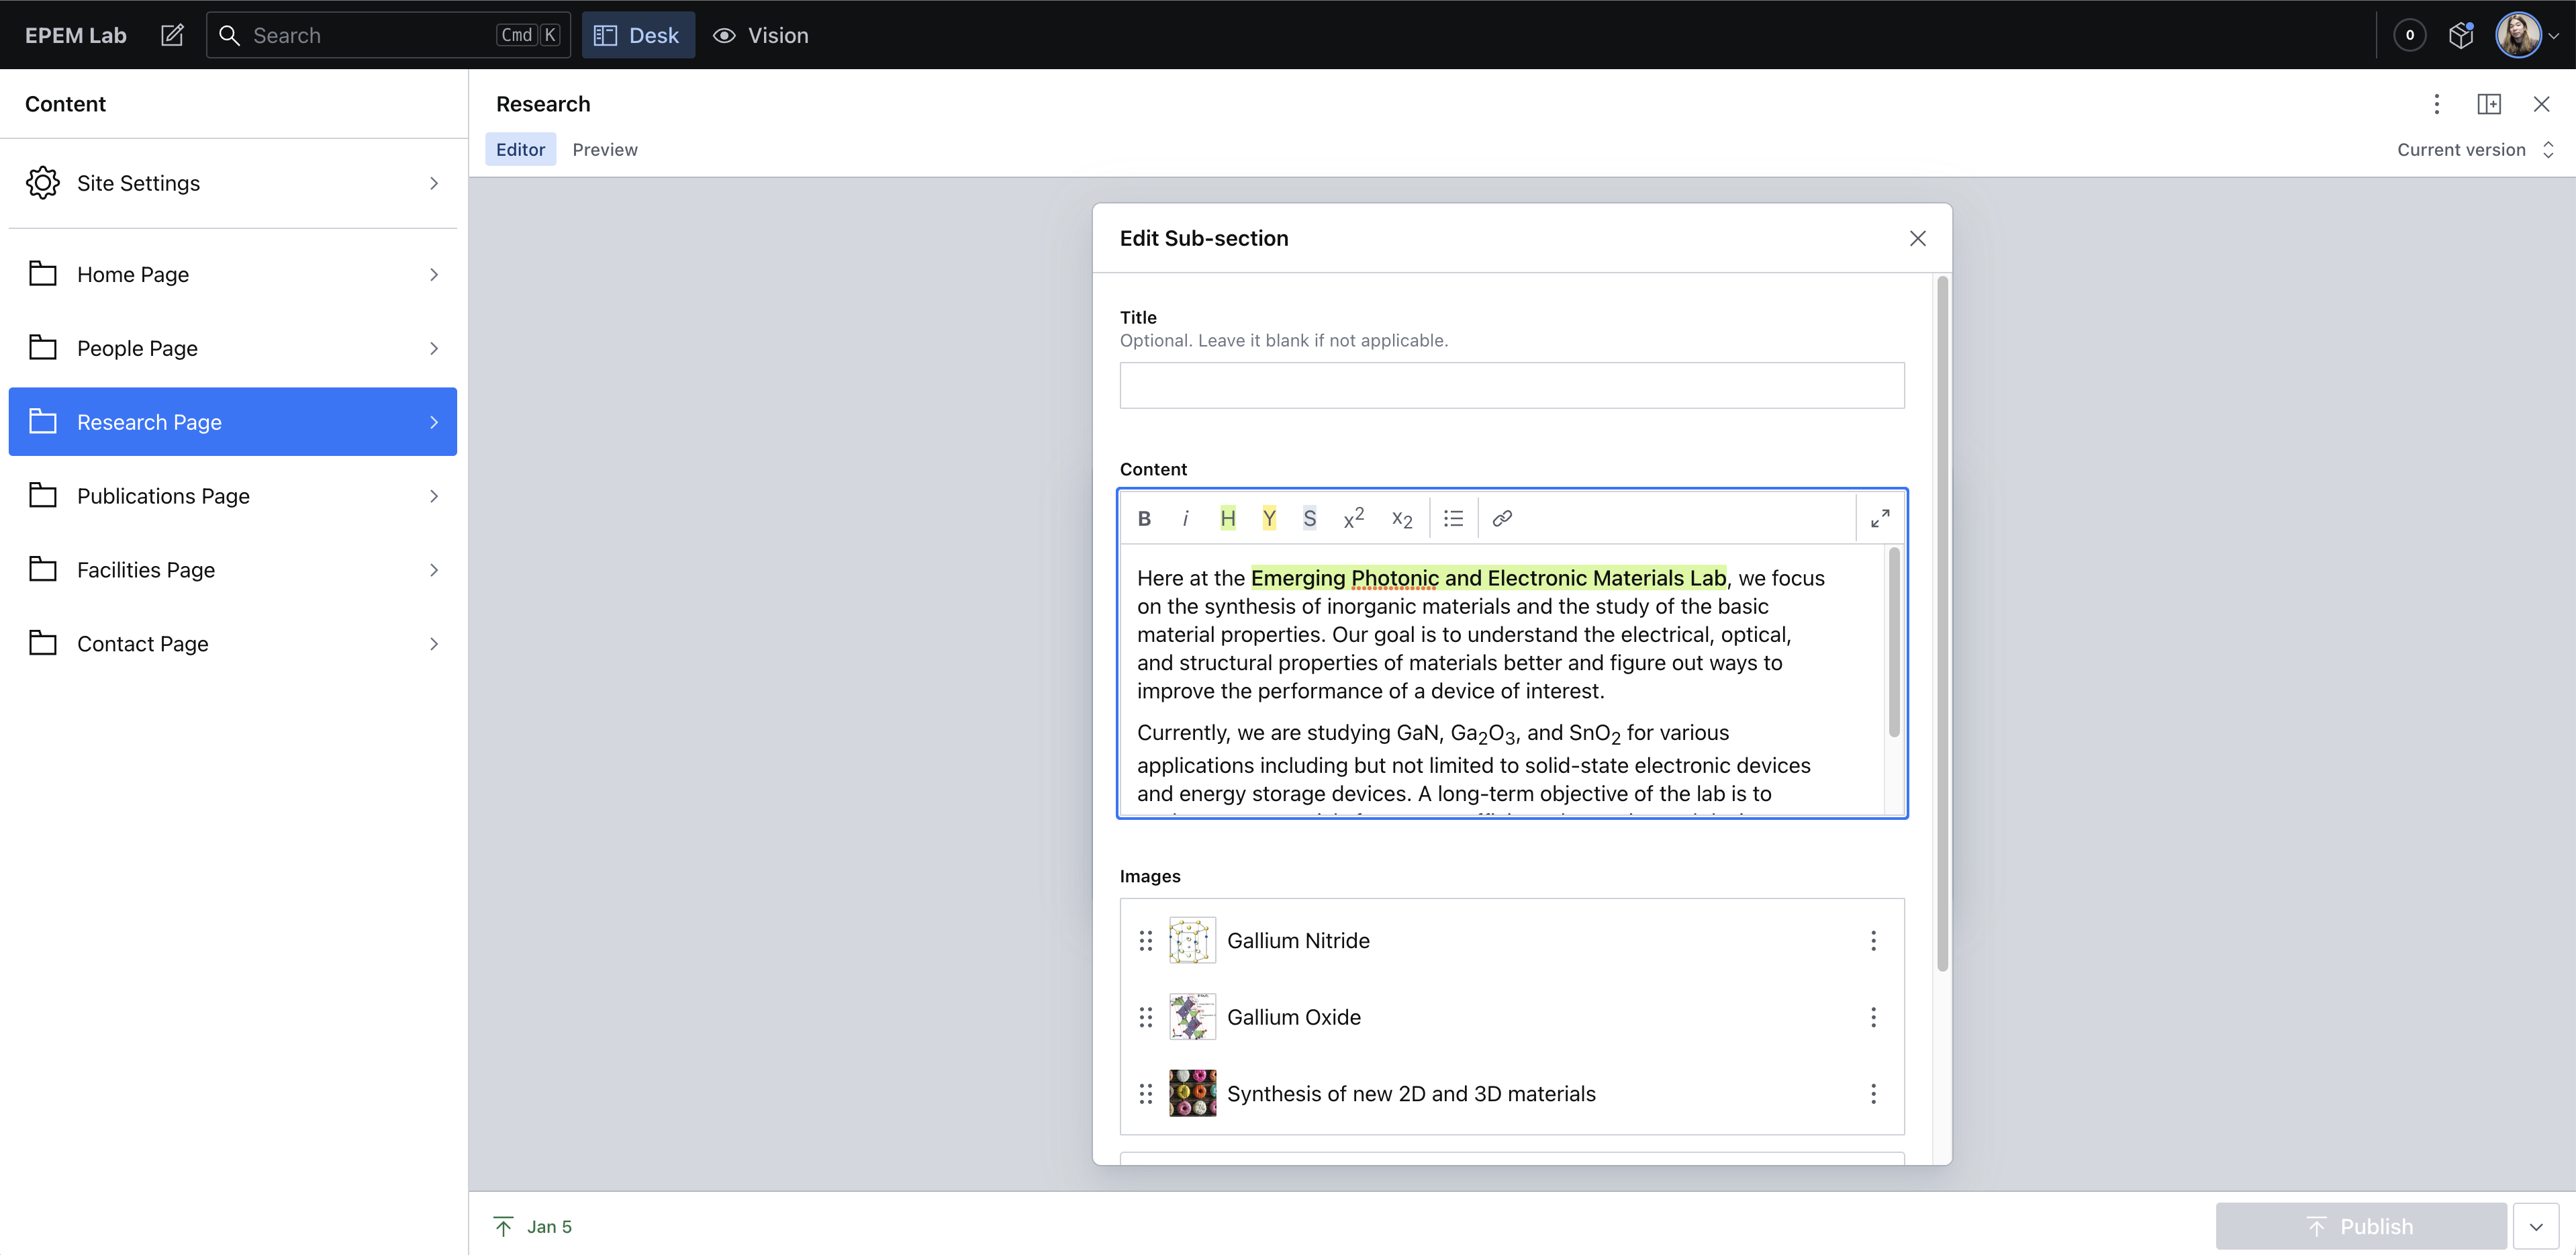 EPEM Lab
Search
Cmd K
Desk
Vision
0
Content
Site Settings
Home Page
People Page
Research Page
Publications Page
Facilities Page
Contact Page
Research
Editor
Preview
Current version
Edit Sub-section
Title
Optional. Leave it blank if not applicable.
Content
B i H Y S x² x₂
Here at the Emerging Photonic and Electronic Materials Lab, we focus
on the synthesis of inorganic materials and the study of the basic
material properties. Our goal is to understand the electrical, optical,
and structural properties of materials better and figure out ways to
improve the performance of a device of interest.
Currently, we are studying GaN, Ga₂O₃, and SnO₂ for various
applications including but not limited to solid-state electronic devices
and energy storage devices. A long-term objective of the lab is to
Images
Gallium Nitride
Gallium Oxide
Synthesis of new 2D and 3D materials
Jan 5
Publish